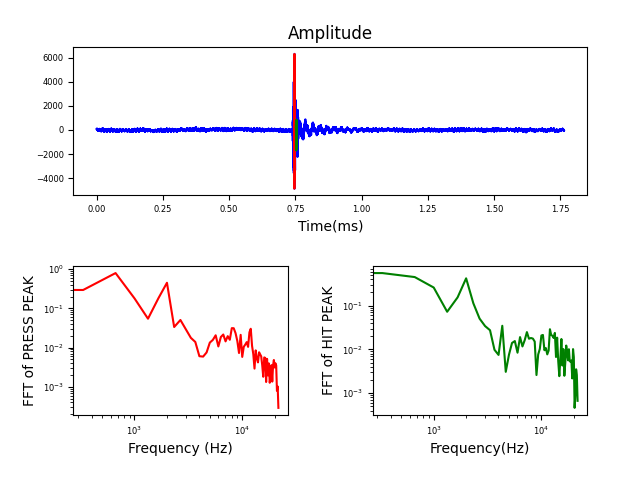 Amplitude
6000
4000
2000
0
−2000
−4000
0.00 0.25 0.50 0.75 1.00 1.25 1.50 1.75
Time(ms)
FFT of PRESS PEAK
10⁰
10⁻¹
10⁻²
10⁻³
10³ 10⁴
Frequency (Hz)
FFT of HIT PEAK
10⁻¹
10⁻²
10⁻³
10³ 10⁴
Frequency(Hz)